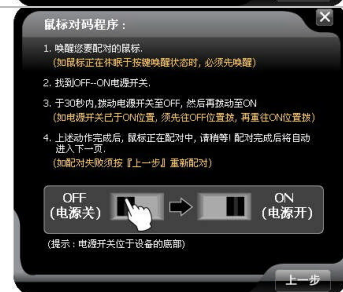 鼠标对码程序：
1. 唤醒您要配对的鼠标.
(如鼠标正在休眠于按键唤醒状态时, 必须先唤醒)
2. 找到OFF--ON电源开关.
3. 于30秒内,拨动电源开关至OFF, 然后再拨动至ON
(如电源开关已于ON位置, 须先往OFF位置拨, 再重往ON位置拨)
4. 上述动作完成后, 鼠标正在配对中, 请稍等! 配对完成后将自动
进入下一页.
(如配对失败须按『上一步』重新配对)
OFF
(电源关)
ON
(电源开)
(提示：电源开关位于设备的底部)
上一步